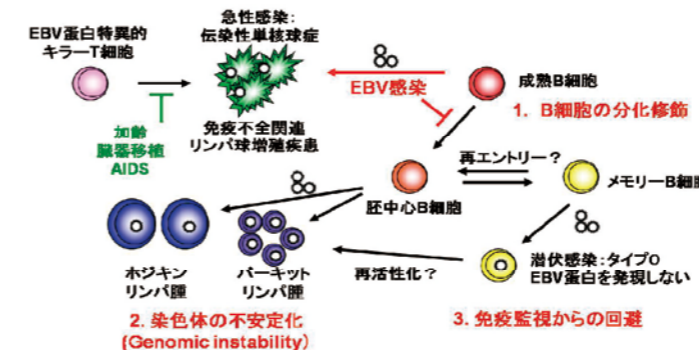 急性感染：
伝染性単核球症
EBV蛋白特異的
キラーT細胞
EBV感染
成熟B細胞
1. B細胞の分化修飾
加齢
臓器移植
AIDS
免疫不全関連
リンパ球増殖疾患
再エントリー？
胚中心B細胞
メモリーB細胞
ホジキン
リンパ腫
バーキット
リンパ腫
再活性化？
潜伏感染：タイプ0
EBV蛋白を発現しない
2. 染色体の不安定化
(Genomic instability)
3. 免疫監視からの回避